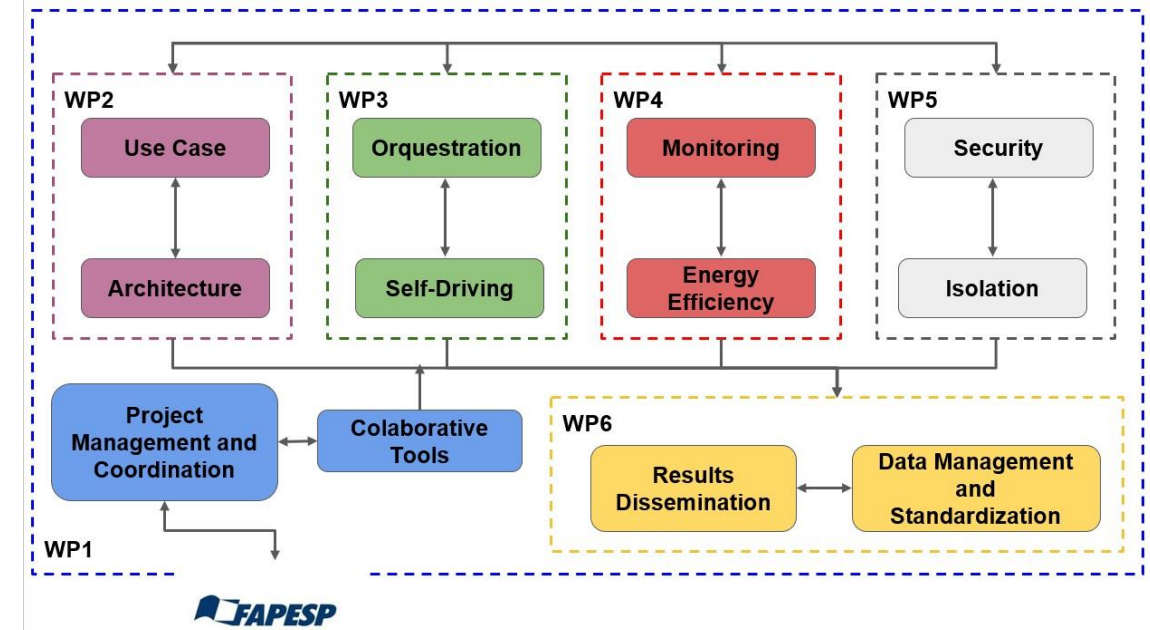 WP2
WP3
WP4
WP5
Use Case
Orquestration
Monitoring
Security
Architecture
Self-Driving
Energy
Efficiency
Isolation
Project
Management and
Coordination
Colaborative
Tools
WP6
Results
Dissemination
Data Management
and
Standardization
WP1
FAPESP